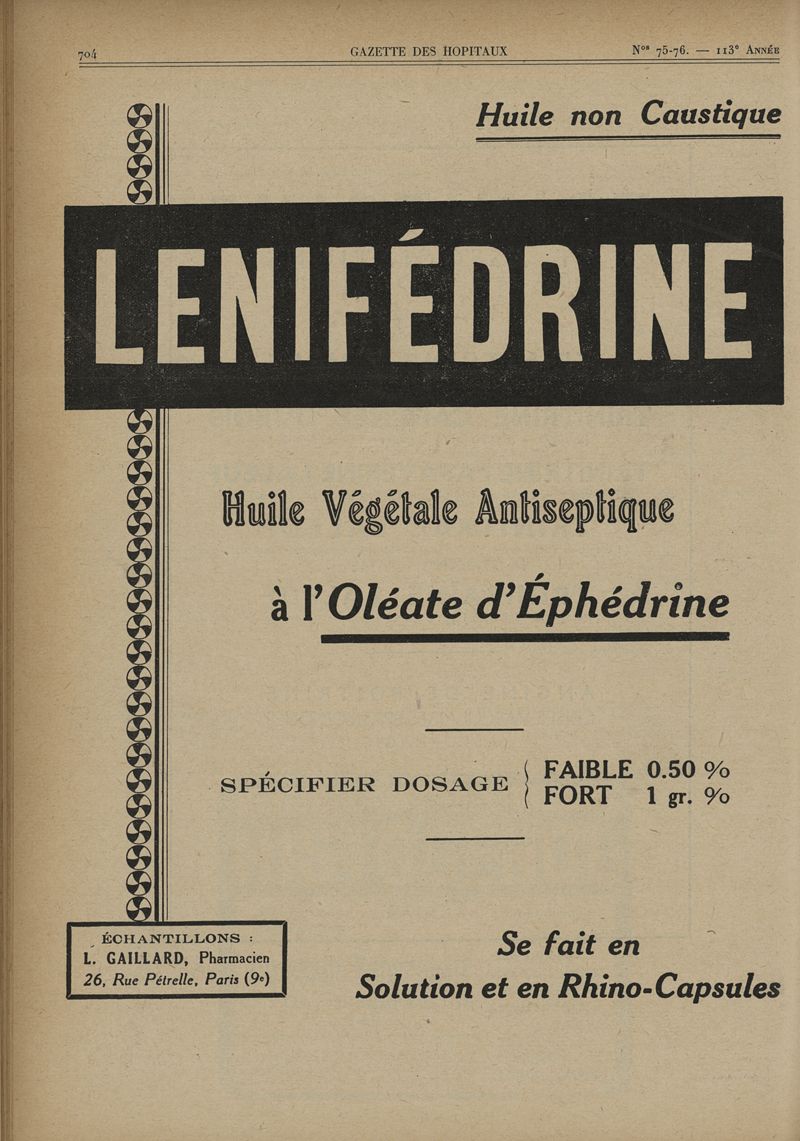 704
GAZETTE DES HOPITAUX
Nos 75-76. — 113e ANNÉE
Huile non Caustique
LENIFÉDRINE
Huile Végétale Antiseptique
à l'Oléate d'Éphédrine
SPÉCIFIER DOSAGE { FAIBLE 0.50 %
FORT 1 gr. %
ÉCHANTILLONS :
L. GAILLARD, Pharmacien
26, Rue Pétrelle, Paris (9e)
Se fait en
Solution et en Rhino-Capsules